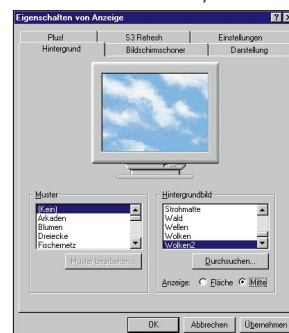 Eigenschaften von Anzeige
Plus!
S3 Refresh
Einstellungen
Hintergrund
Bildschirmschoner
Darstellung
Muster
(Kein)
Arkaden
Blumen
Dreiecke
Fischernetz
Muster bearbeiten...
Hintergrundbild
Strohmatte
Wald
Wellen
Wolken
Wolken2
Durchsuchen...
Anzeige: Fläche Mitte
OK
Abbrechen
Übernehmen